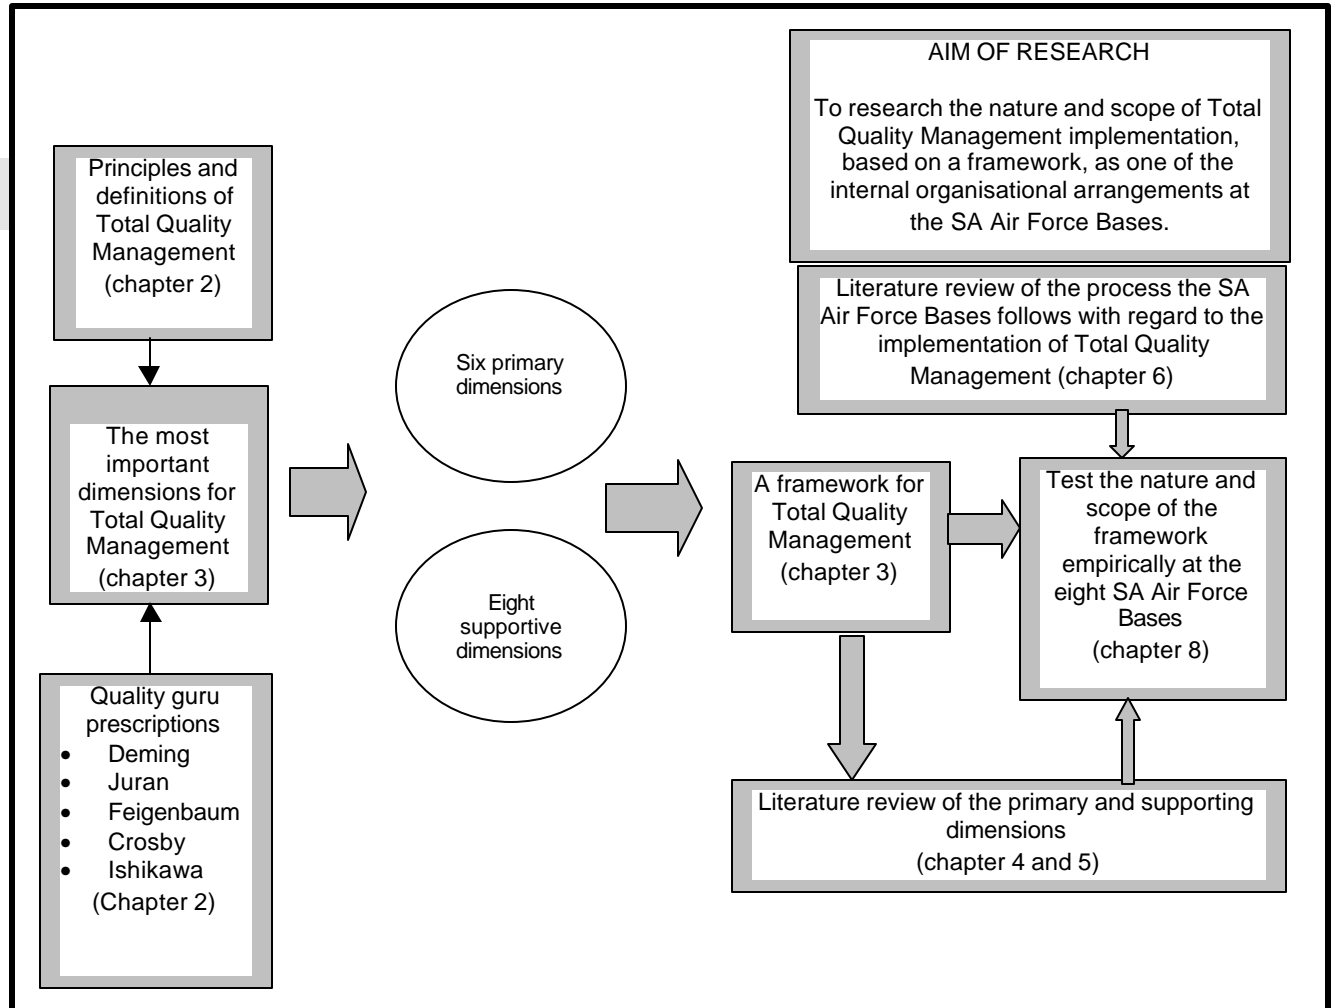 AIM OF RESEARCH
To research the nature and scope of Total
Quality Management implementation,
based on a framework, as one of the
internal organisational arrangements at
the SA Air Force Bases.
Principles and
definitions of
Total Quality
Management
(chapter 2)
Literature review of the process the SA
Air Force Bases follows with regard to the
implementation of Total Quality
Management (chapter 6)
The most
important
dimensions for
Total Quality
Management
(chapter 3)
Six primary
dimensions
Eight
supportive
dimensions
A framework for
Total Quality
Management
(chapter 3)
Test the nature and
scope of the
framework
empirically at the
eight SA Air Force
Bases
(chapter 8)
Quality guru
prescriptions
• Deming
• Juran
• Feigenbaum
• Crosby
• Ishikawa
(Chapter 2)
Literature review of the primary and supporting
dimensions
(chapter 4 and 5)